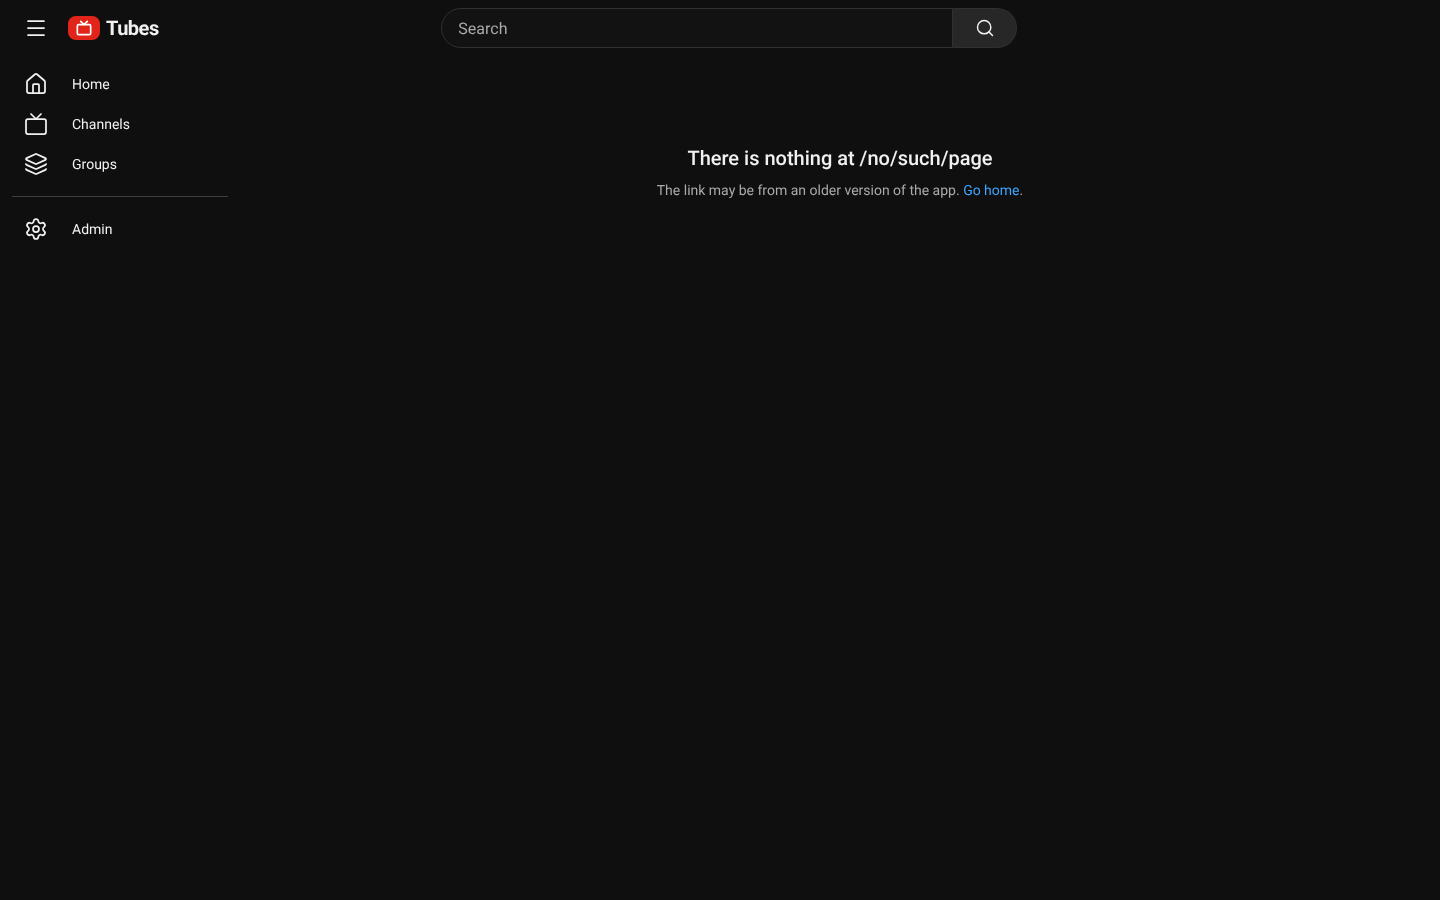 Tubes
Search
Home
Channels
Groups
Admin
There is nothing at /no/such/page
The link may be from an older version of the app. Go home.